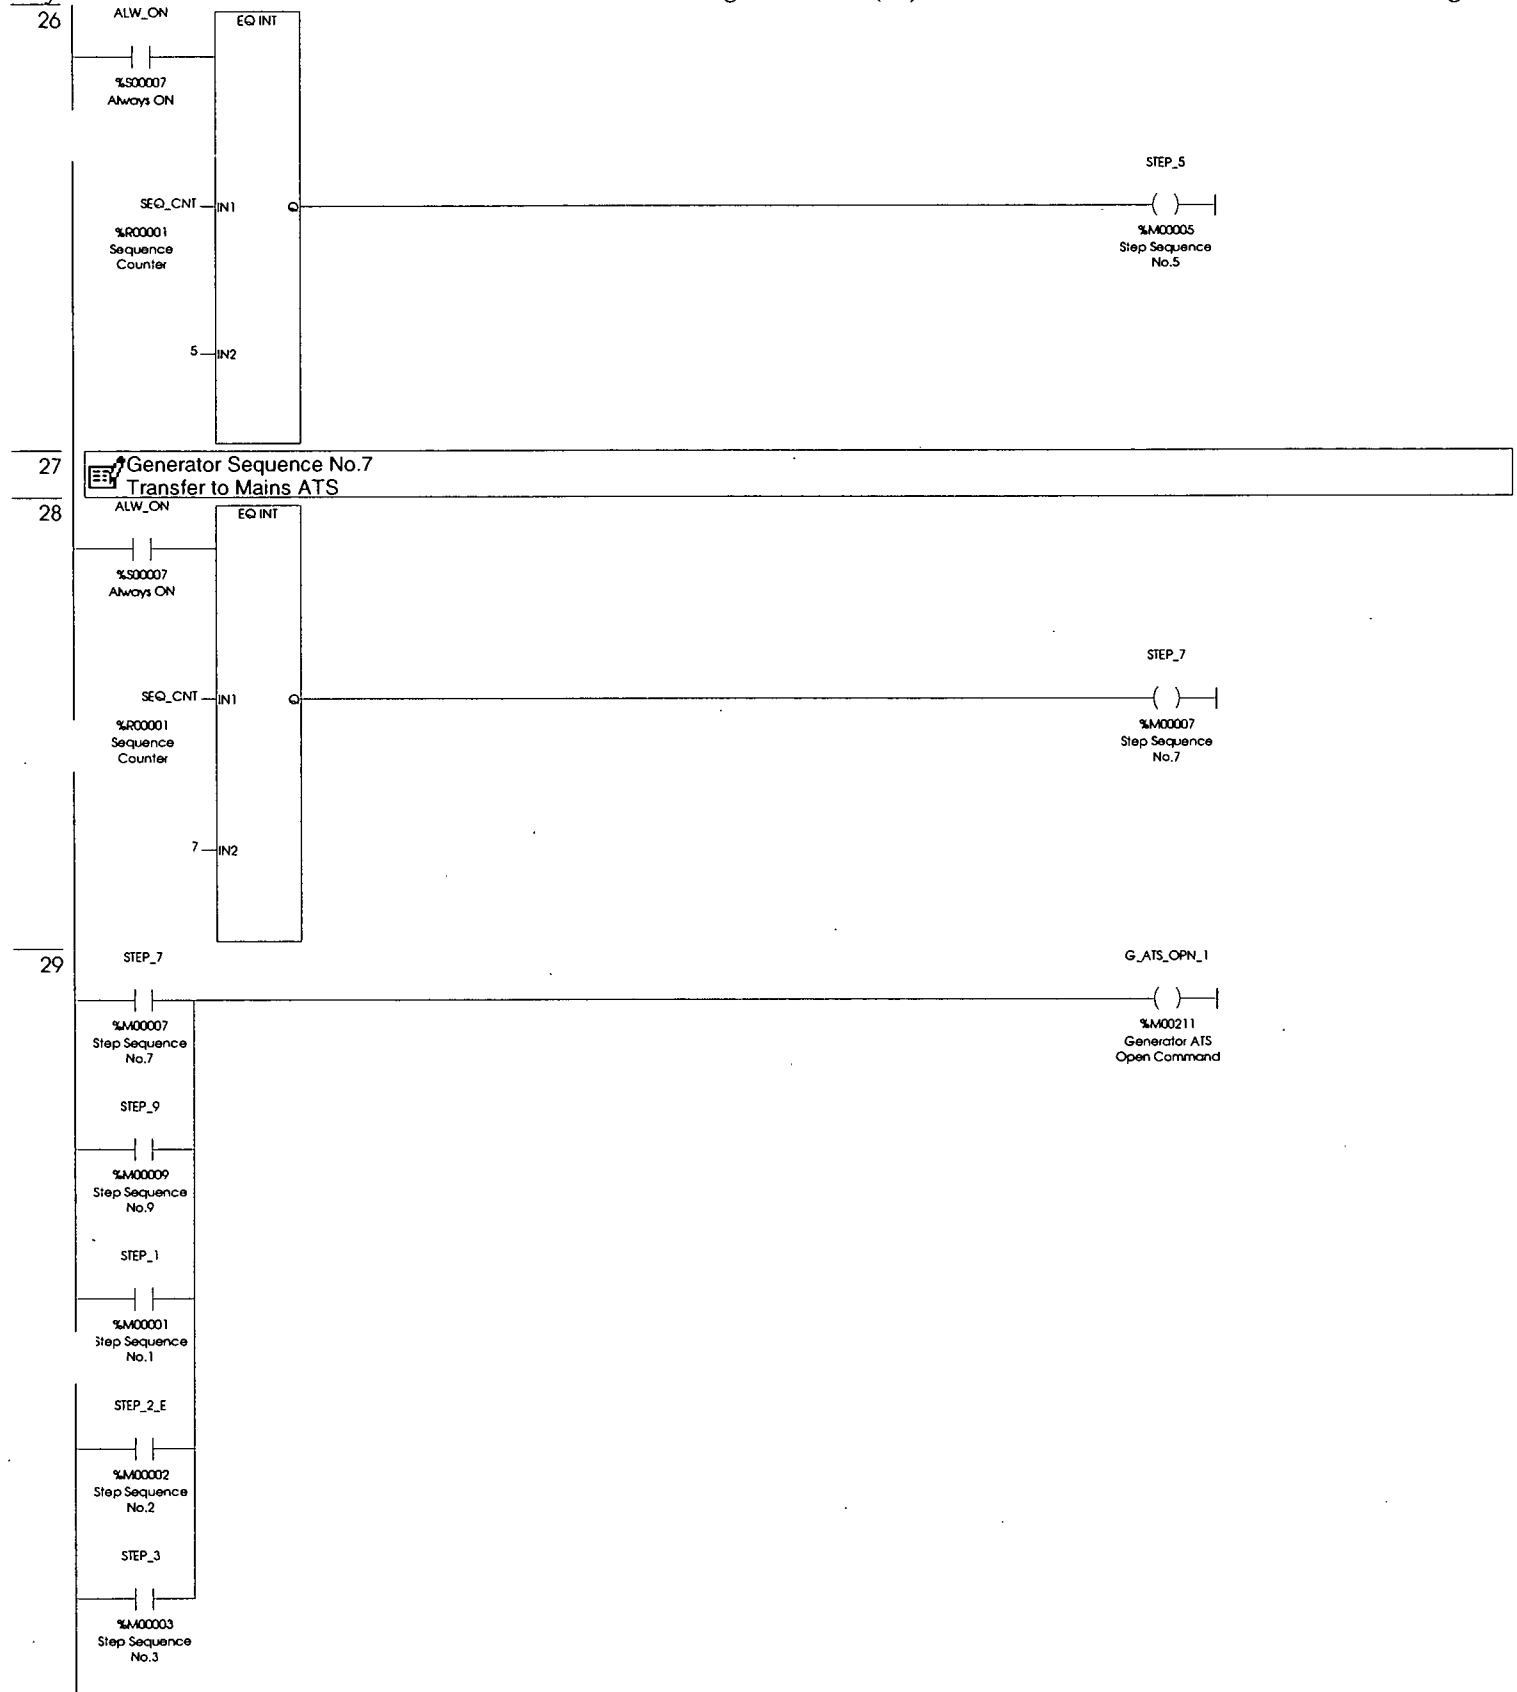 26
ALW_ON
EQ INT
%S00007
Always ON
STEP_5
SEQ_CNT
IN1
Q
%R00001
Sequence
Counter
%M00005
Step Sequence
No.5
5
IN2
27
Generator Sequence No.7
Transfer to Mains ATS
28
ALW_ON
EQ INT
%S00007
Always ON
STEP_7
SEQ_CNT
IN1
Q
%R00001
Sequence
Counter
%M00007
Step Sequence
No.7
7
IN2
29
STEP_7
G_ATS_OPN_1
%M00007
Step Sequence
No.7
%M00211
Generator ATS
Open Command
STEP_9
%M00009
Step Sequence
No.9
STEP_1
%M00001
Step Sequence
No.1
STEP_2_E
%M00002
Step Sequence
No.2
STEP_3
%M00003
Step Sequence
No.3